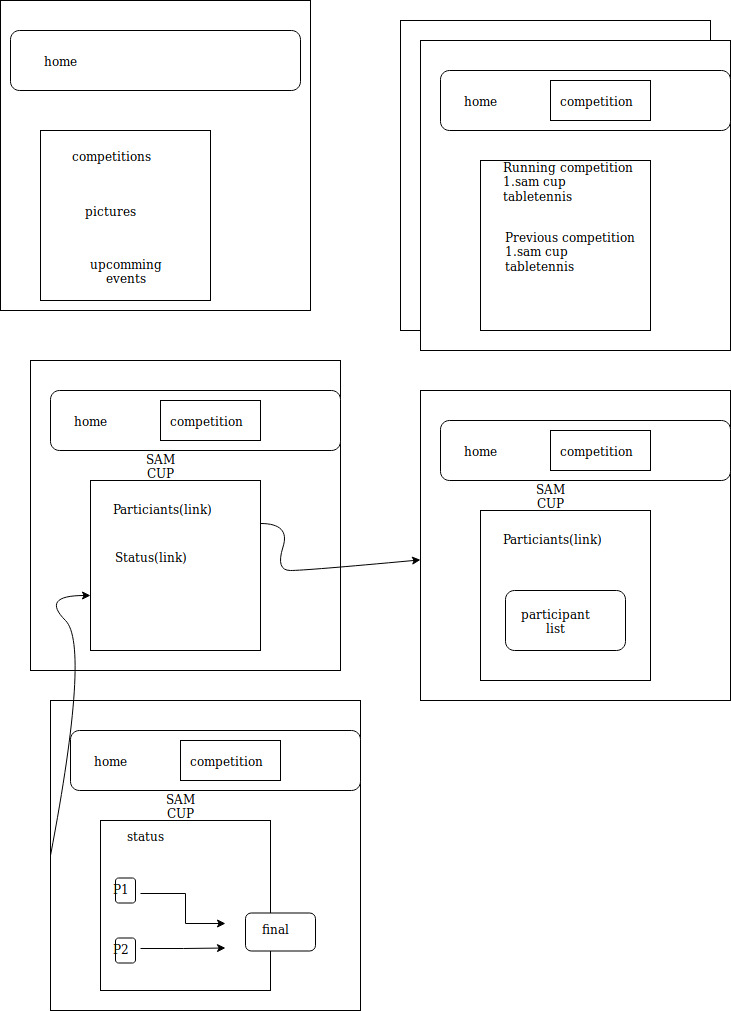 home
competitions
pictures
upcomming
events
home
competition
Running competition
1.sam cup
tabletennis
Previous competition
1.sam cup
tabletennis
home
competition
SAM
CUP
Particiants(link)
Status(link)
home
competition
SAM
CUP
Particiants(link)
participant
list
home
competition
SAM
CUP
status
P1
P2
final